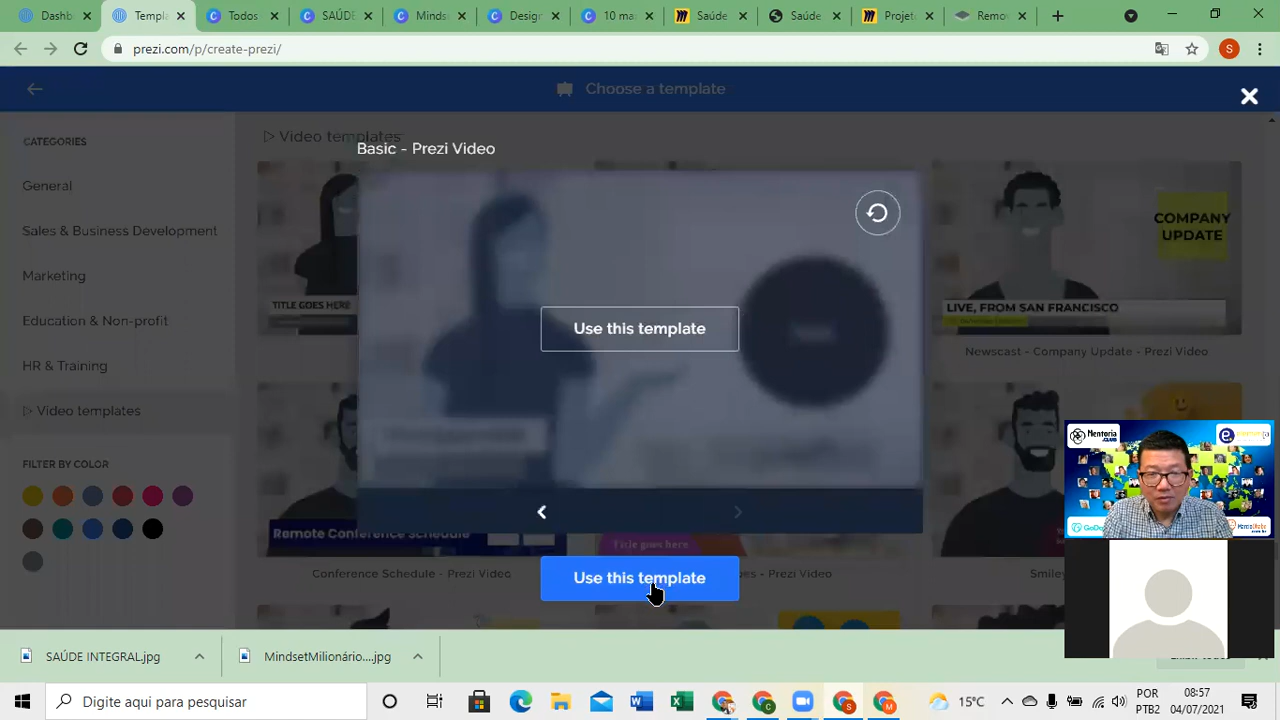 Dashb
Templa
Todos
SAÚDE
Minds
Design
10 ma
Saúde
Saúde
Projet
Remo
prezi.com/p/create-prezi/
S
Choose a template
CATEGORIES
General
Sales & Business Development
Marketing
Education & Non-profit
HR & Training
Video templates
FILTER BY COLOR
Video templates
Basic - Prezi Video
Use this template
Use this template
TITLE GOES HERE
COMPANY
UPDATE
LIVE, FROM SAN FRANCISCO
Newscast - Company Update - Prezi Video
Remote Conference Schedule
Title goes here
Conference Schedule - Prezi Video
es - Prezi Video
Smiley
Mentoria
.CLUB
SAÚDE INTEGRAL.jpg
MindsetMilionário....jpg
Digite aqui para pesquisar
15°C
POR
PTB2
08:57
04/07/2021